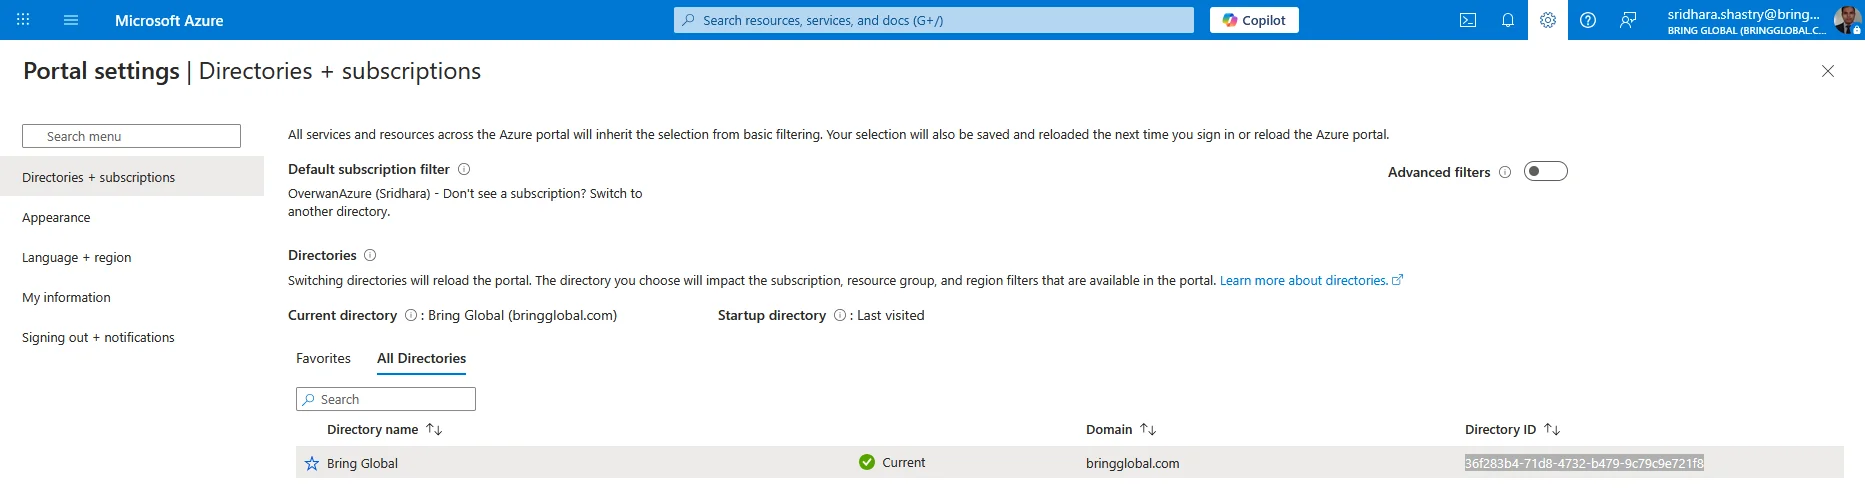 Microsoft Azure
Search resources, services, and docs (G+/)
Copilot
sridhara.shastry@bring...
BRING GLOBAL (BRINGGLOBAL.C...
Portal settings | Directories + subscriptions
Search menu
Directories + subscriptions
Appearance
Language + region
My information
Signing out + notifications
All services and resources across the Azure portal will inherit the selection from basic filtering. Your selection will also be saved and reloaded the next time you sign in or reload the Azure portal.
Default subscription filter
Advanced filters
OverwanAzure (Sridhara) - Don't see a subscription? Switch to
another directory.
Directories
Switching directories will reload the portal. The directory you choose will impact the subscription, resource group, and region filters that are available in the portal. Learn more about directories.
Current directory : Bring Global (bringglobal.com)
Startup directory : Last visited
Favorites
All Directories
Search
Directory name
Domain
Directory ID
Bring Global
Current
bringglobal.com
36f283b4-71d8-4732-b479-9c79c9e721f8